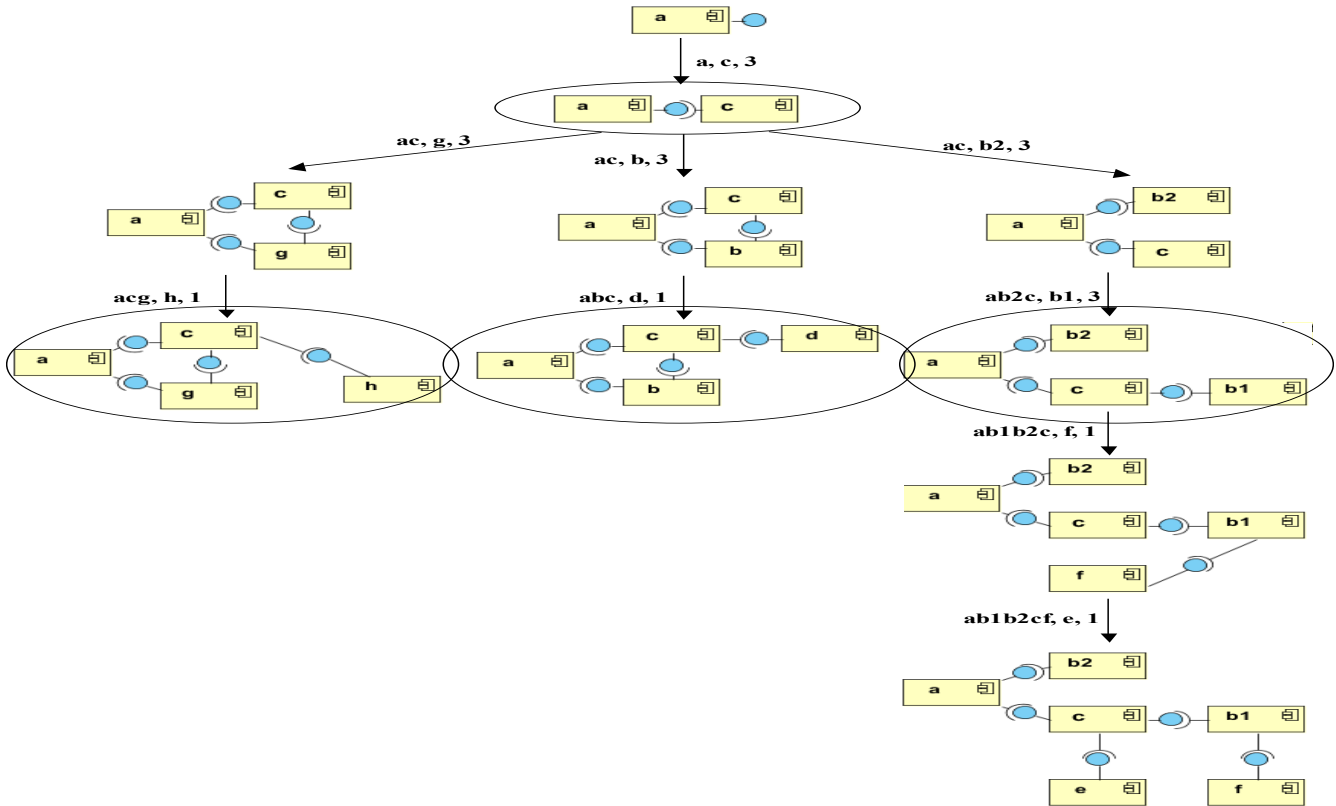 a
a, c, 3
a c
ac, g, 3
ac, b, 3
ac, b2, 3
c
a
g
c
a
b
b2
a
c
acg, h, 1
abc, d, 1
ab2c, b1, 3
c
a
g
h
c d
a
b
b2
a
c b1
ab1b2c, f, 1
b2
a
c b1
f
ab1b2cf, e, 1
b2
a
c b1
e f